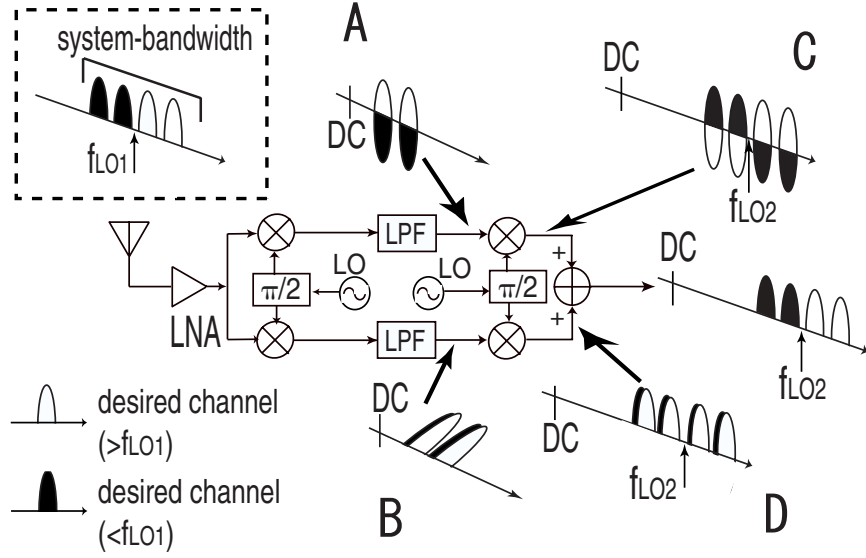 system-bandwidth
fLO1
A
DC
C
DC
fLO2
LPF
LO
LO
π/2
π/2
+
+
LNA
LPF
DC
fLO2
desired channel
(>fLO1)
desired channel
(<fLO1)
DC
B
DC
fLO2
D